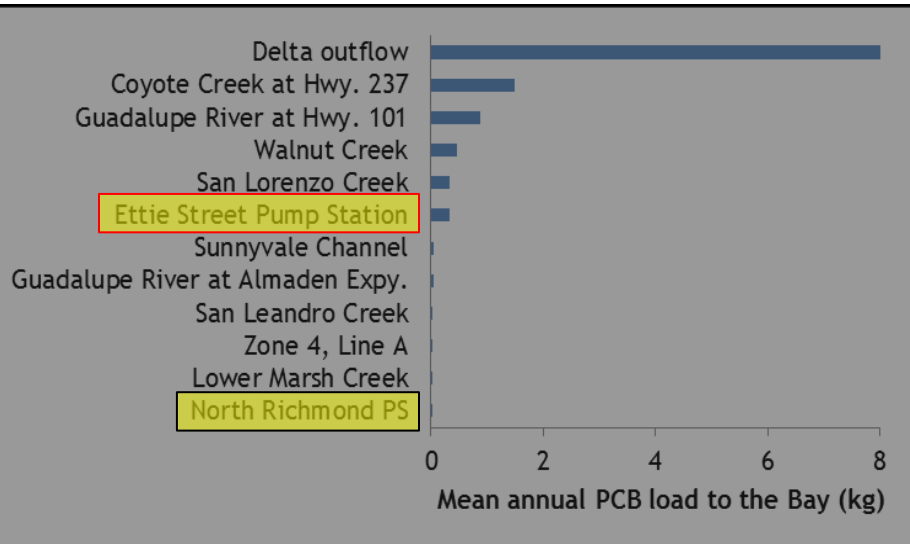 Delta outflow
Coyote Creek at Hwy. 237
Guadalupe River at Hwy. 101
Walnut Creek
San Lorenzo Creek
Ettie Street Pump Station
Sunnyvale Channel
Guadalupe River at Almaden Expy.
San Leandro Creek
Zone 4, Line A
Lower Marsh Creek
North Richmond PS
0 2 4 6 8
Mean annual PCB load to the Bay (kg)